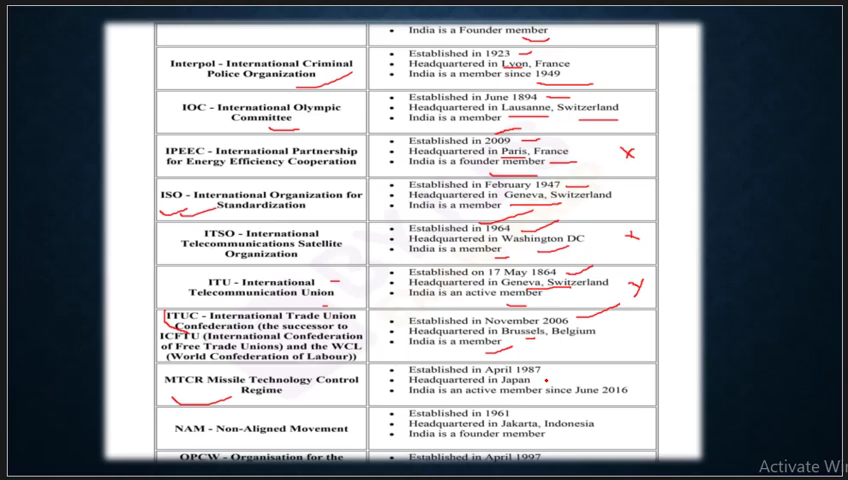 India is a Founder member
Interpol - International Criminal
Police Organization
Established in 1923
Headquartered in Lyon, France
India is a member since 1949
IOC - International Olympic
Committee
Established in June 1894
Headquartered in Lausanne, Switzerland
India is a member
IPEEC - International Partnership
for Energy Efficiency Cooperation
Established in 2009
Headquartered in Paris, France
India is a founder member
ISO - International Organization for
Standardization
Established in February 1947
Headquartered in Geneva, Switzerland
India is a member
ITSO - International
Telecommunications Satellite
Organization
Established in 1964
Headquartered in Washington DC
India is a member
ITU - International
Telecommunication Union
Established on 17 May 1864
Headquartered in Geneva, Switzerland
India is an active member
ITUC - International Trade Union
Confederation (the successor to
ICFTU (International Confederation
of Free Trade Unions) and the WCL
(World Confederation of Labour))
Established in November 2006
Headquartered in Brussels, Belgium
India is a member
MTCR Missile Technology Control
Regime
Established in April 1987
Headquartered in Japan
India is an active member since June 2016
NAM - Non-Aligned Movement
Established in 1961
Headquartered in Jakarta, Indonesia
India is a founder member
OPCW - Organisation for the
Established in April 1997
Activate Win